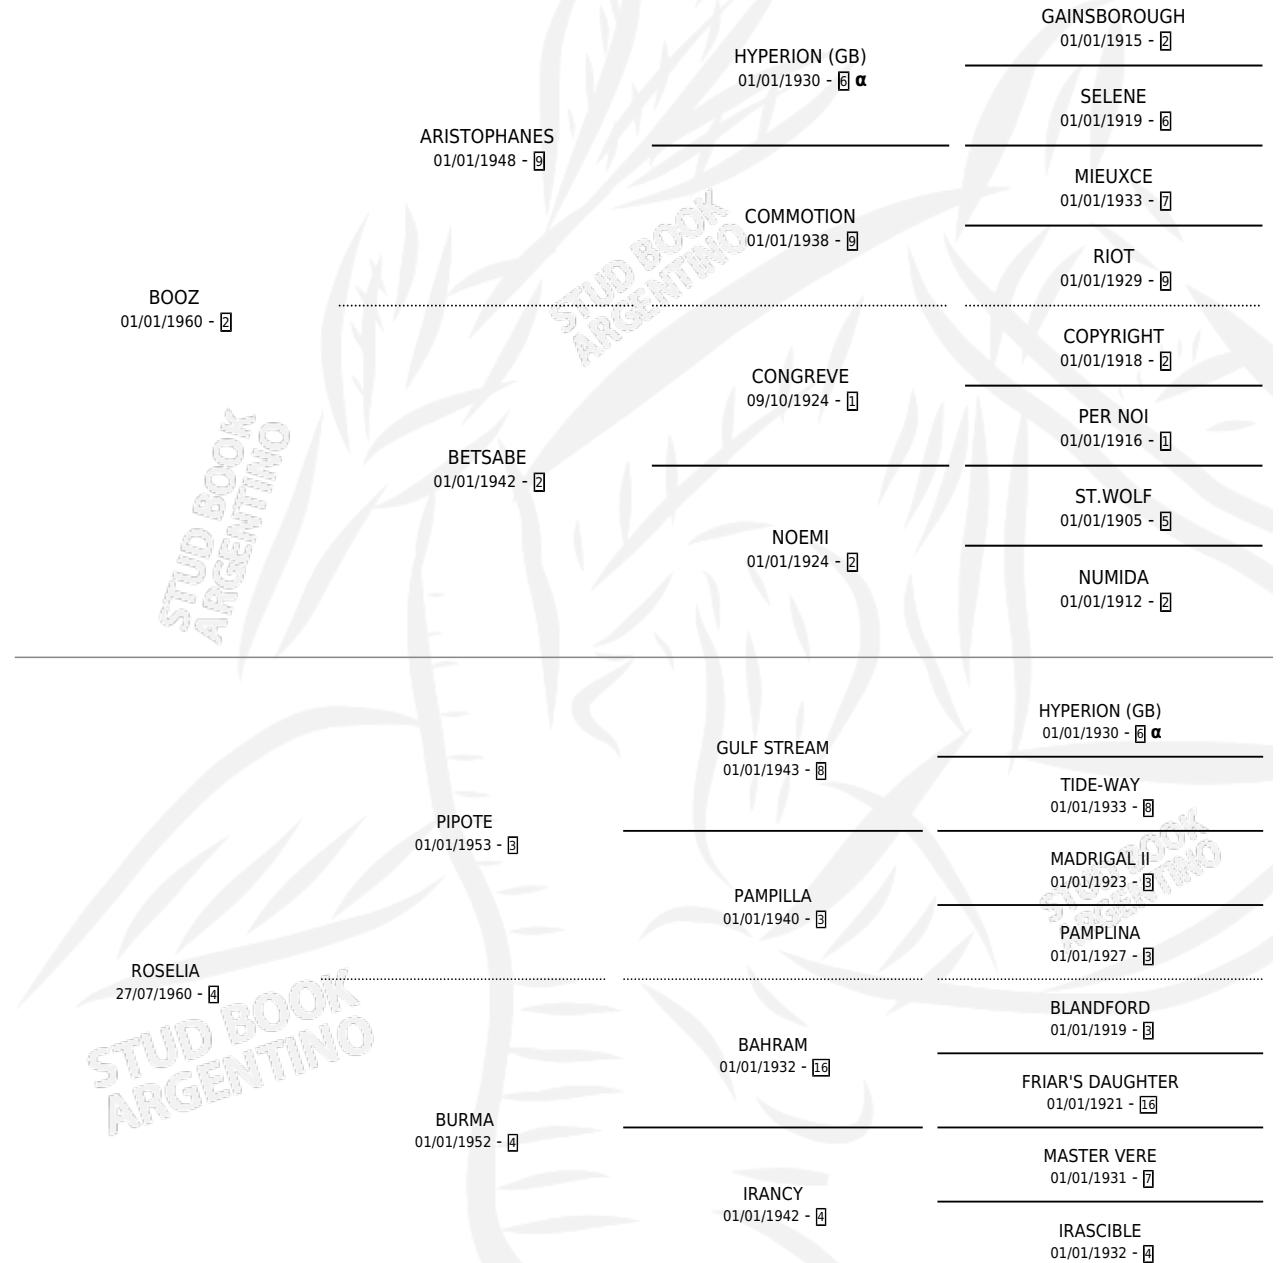 GAINSBOROUGH
01/01/1915 - 2
HYPERION (GB)
01/01/1930 - 6 α
SELENE
01/01/1919 - 6
ARISTOPHANES
01/01/1948 - 9
MIEUXCE
01/01/1933 - 7
COMMOTION
01/01/1938 - 9
RIOT
01/01/1929 - 9
BOOZ
01/01/1960 - 2
COPYRIGHT
01/01/1918 - 2
CONGREVE
09/10/1924 - 1
PER NOI
01/01/1916 - 1
BETSABE
01/01/1942 - 2
ST.WOLF
01/01/1905 - 5
NOEMI
01/01/1924 - 2
NUMIDA
01/01/1912 - 2
STUD BOOK
ARGENTINO
STUD BOOK
ARGENTINO
HYPERION (GB)
01/01/1930 - 6 α
GULF STREAM
01/01/1943 - 8
TIDE-WAY
01/01/1933 - 8
PIPOTE
01/01/1953 - 3
MADRIGAL II
01/01/1923 - 3
PAMPILLA
01/01/1940 - 3
PAMPLINA
01/01/1927 - 3
ROSELIA
27/07/1960 - 4
BLANDFORD
01/01/1919 - 3
BAHRAM
01/01/1932 - 16
FRIAR'S DAUGHTER
01/01/1921 - 16
BURMA
01/01/1952 - 4
MASTER VERE
01/01/1931 - 7
IRANCY
01/01/1942 - 4
IRASCIBLE
01/01/1932 - 4
STUD BOOK
ARGENTINO
STUD BOOK
ARGENTINO